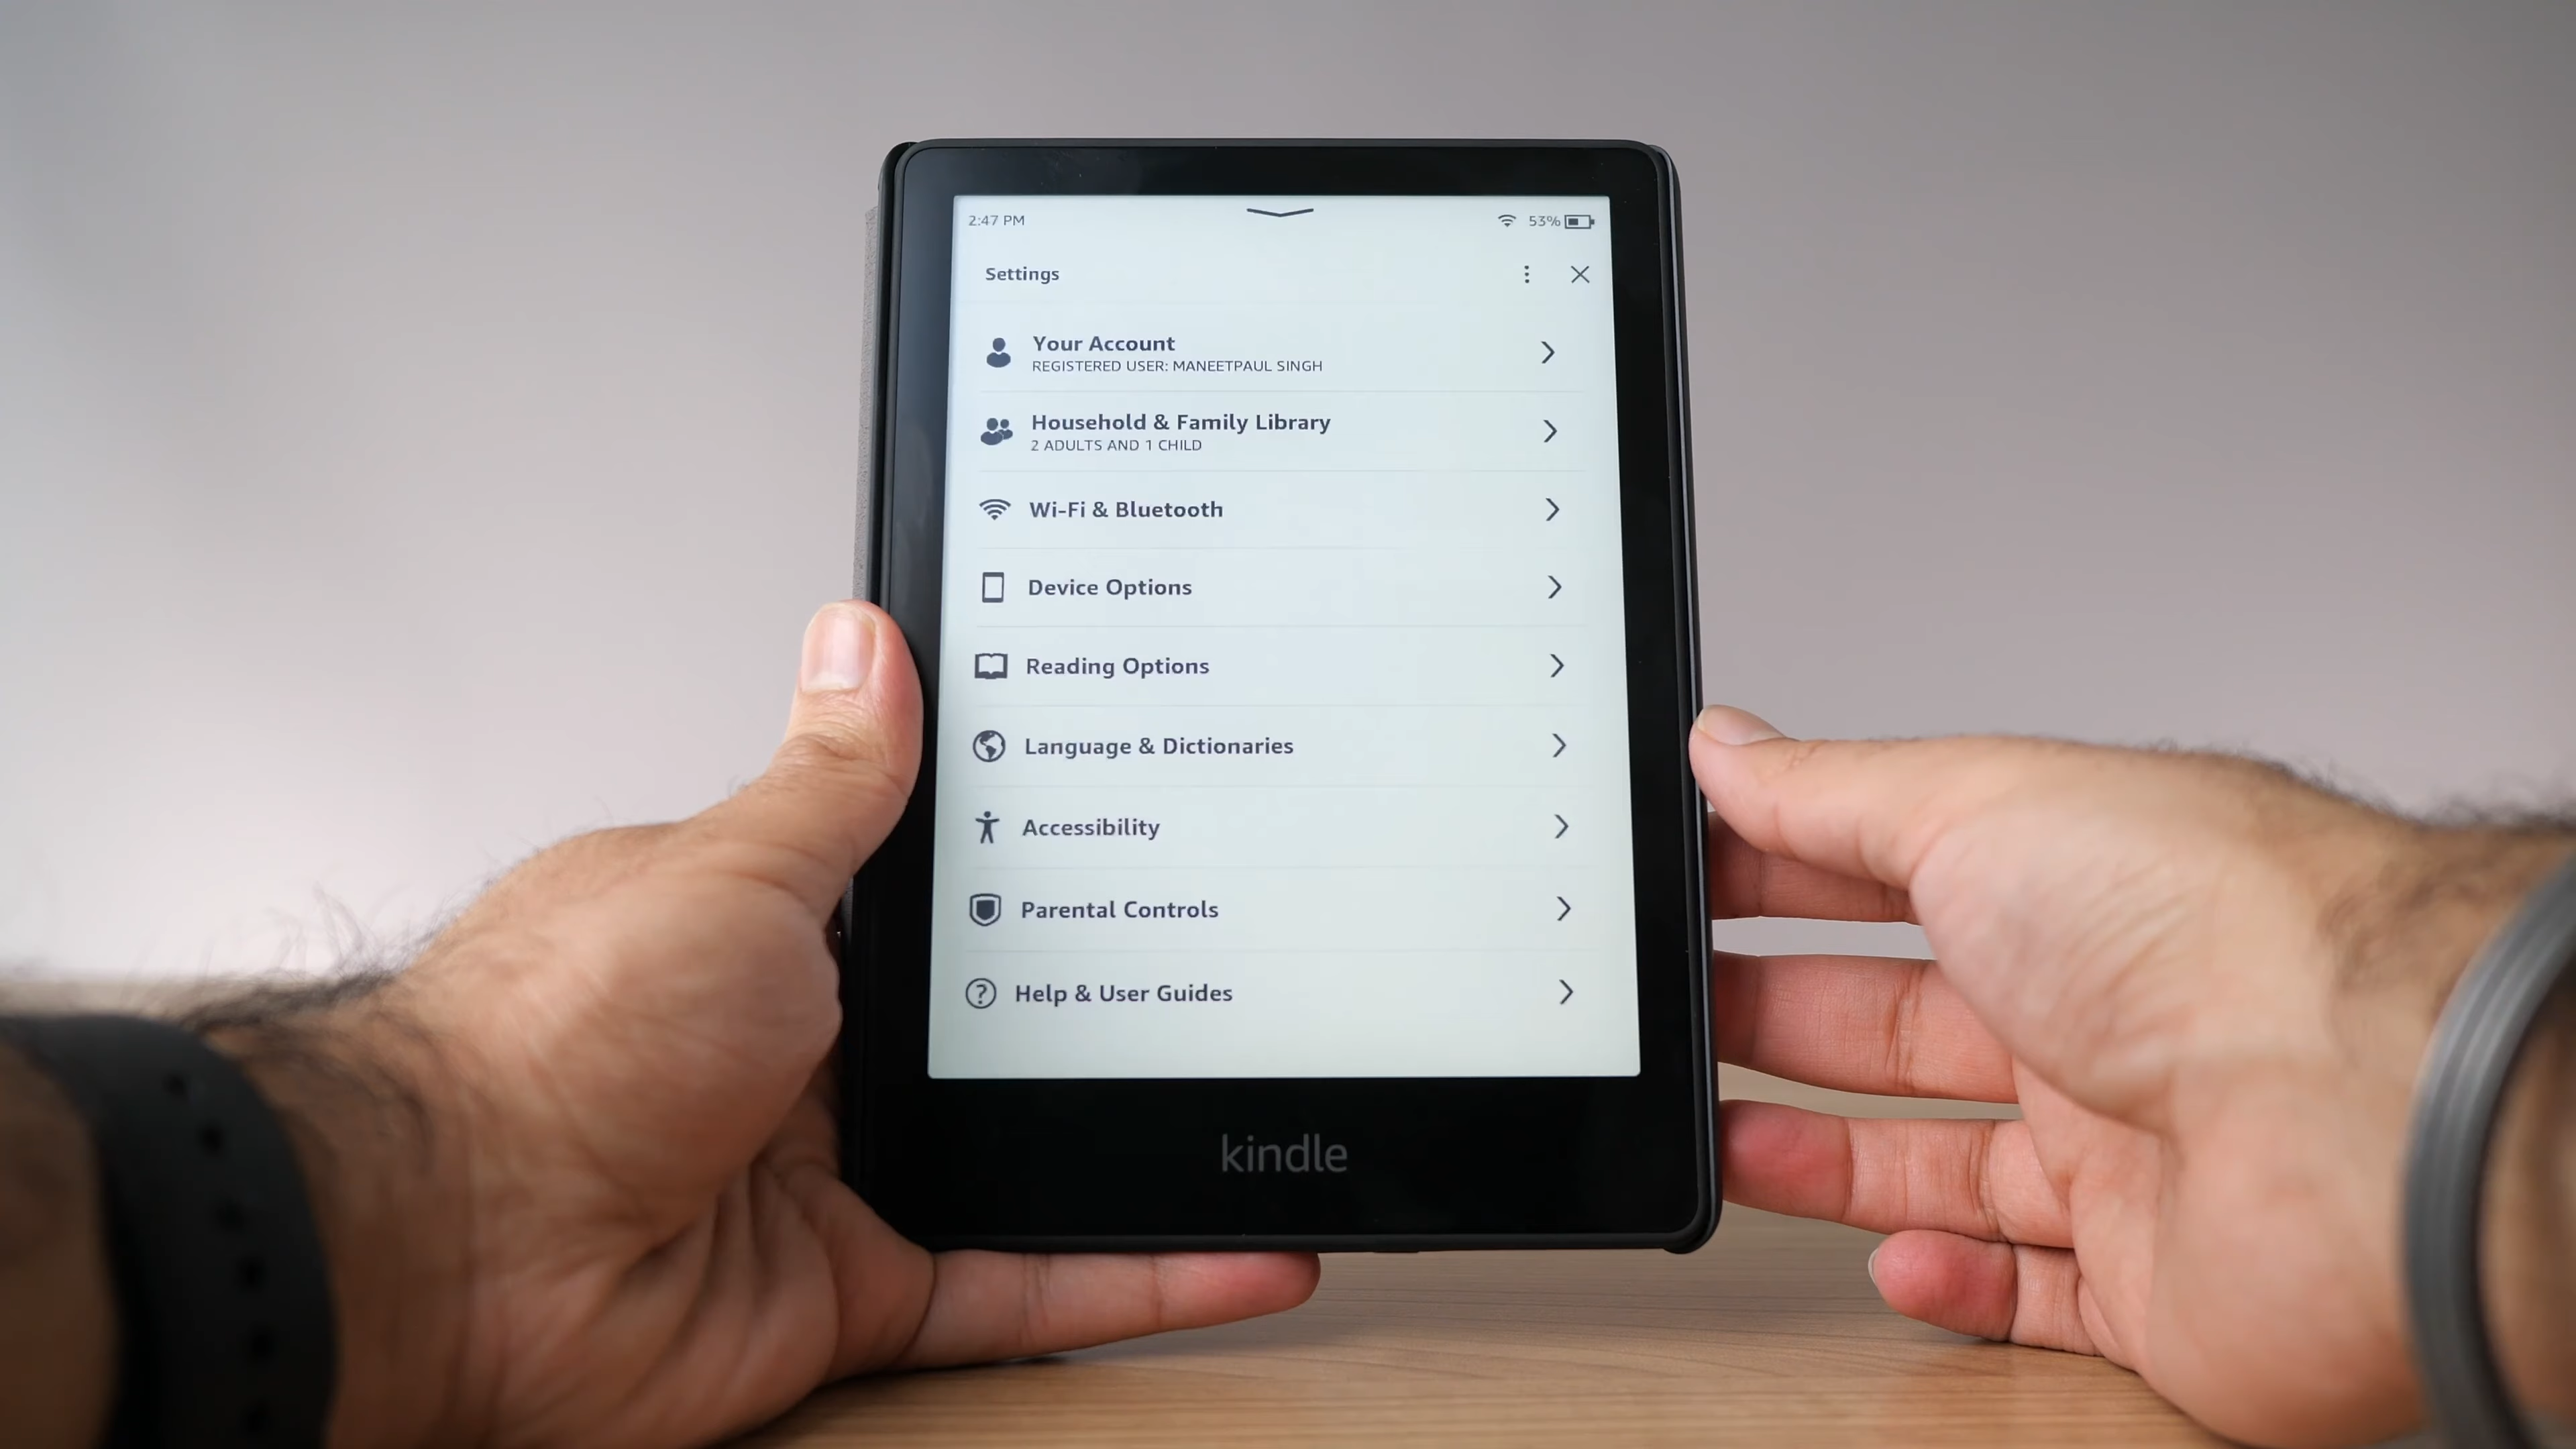 2:47 PM 53%
Settings
Your Account
REGISTERED USER: MANEETPAUL SINGH
Household & Family Library
2 ADULTS AND 1 CHILD
Wi-Fi & Bluetooth
Device Options
Reading Options
Language & Dictionaries
Accessibility
Parental Controls
Help & User Guides
kindle